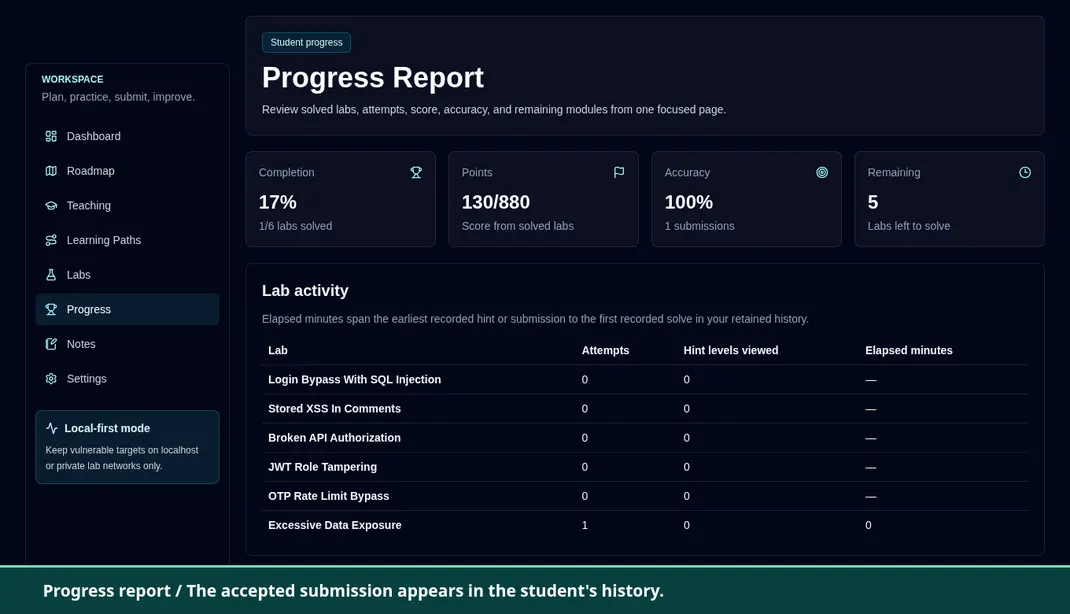 WORKSPACE
Plan, practice, submit, improve.
Dashboard
Roadmap
Teaching
Learning Paths
Labs
Progress
Notes
Settings
Local-first mode
Keep vulnerable targets on localhost
or private lab networks only.
Student progress
Progress Report
Review solved labs, attempts, score, accuracy, and remaining modules from one focused page.
Completion
17%
1/6 labs solved
Points
130/880
Score from solved labs
Accuracy
100%
1 submissions
Remaining
5
Labs left to solve
Lab activity
Elapsed minutes span the earliest recorded hint or submission to the first recorded solve in your retained history.
Lab Attempts Hint levels viewed Elapsed minutes
Login Bypass With SQL Injection 0 0 —
Stored XSS In Comments 0 0 —
Broken API Authorization 0 0 —
JWT Role Tampering 0 0 —
OTP Rate Limit Bypass 0 0 —
Excessive Data Exposure 1 0 0
Progress report / The accepted submission appears in the student's history.